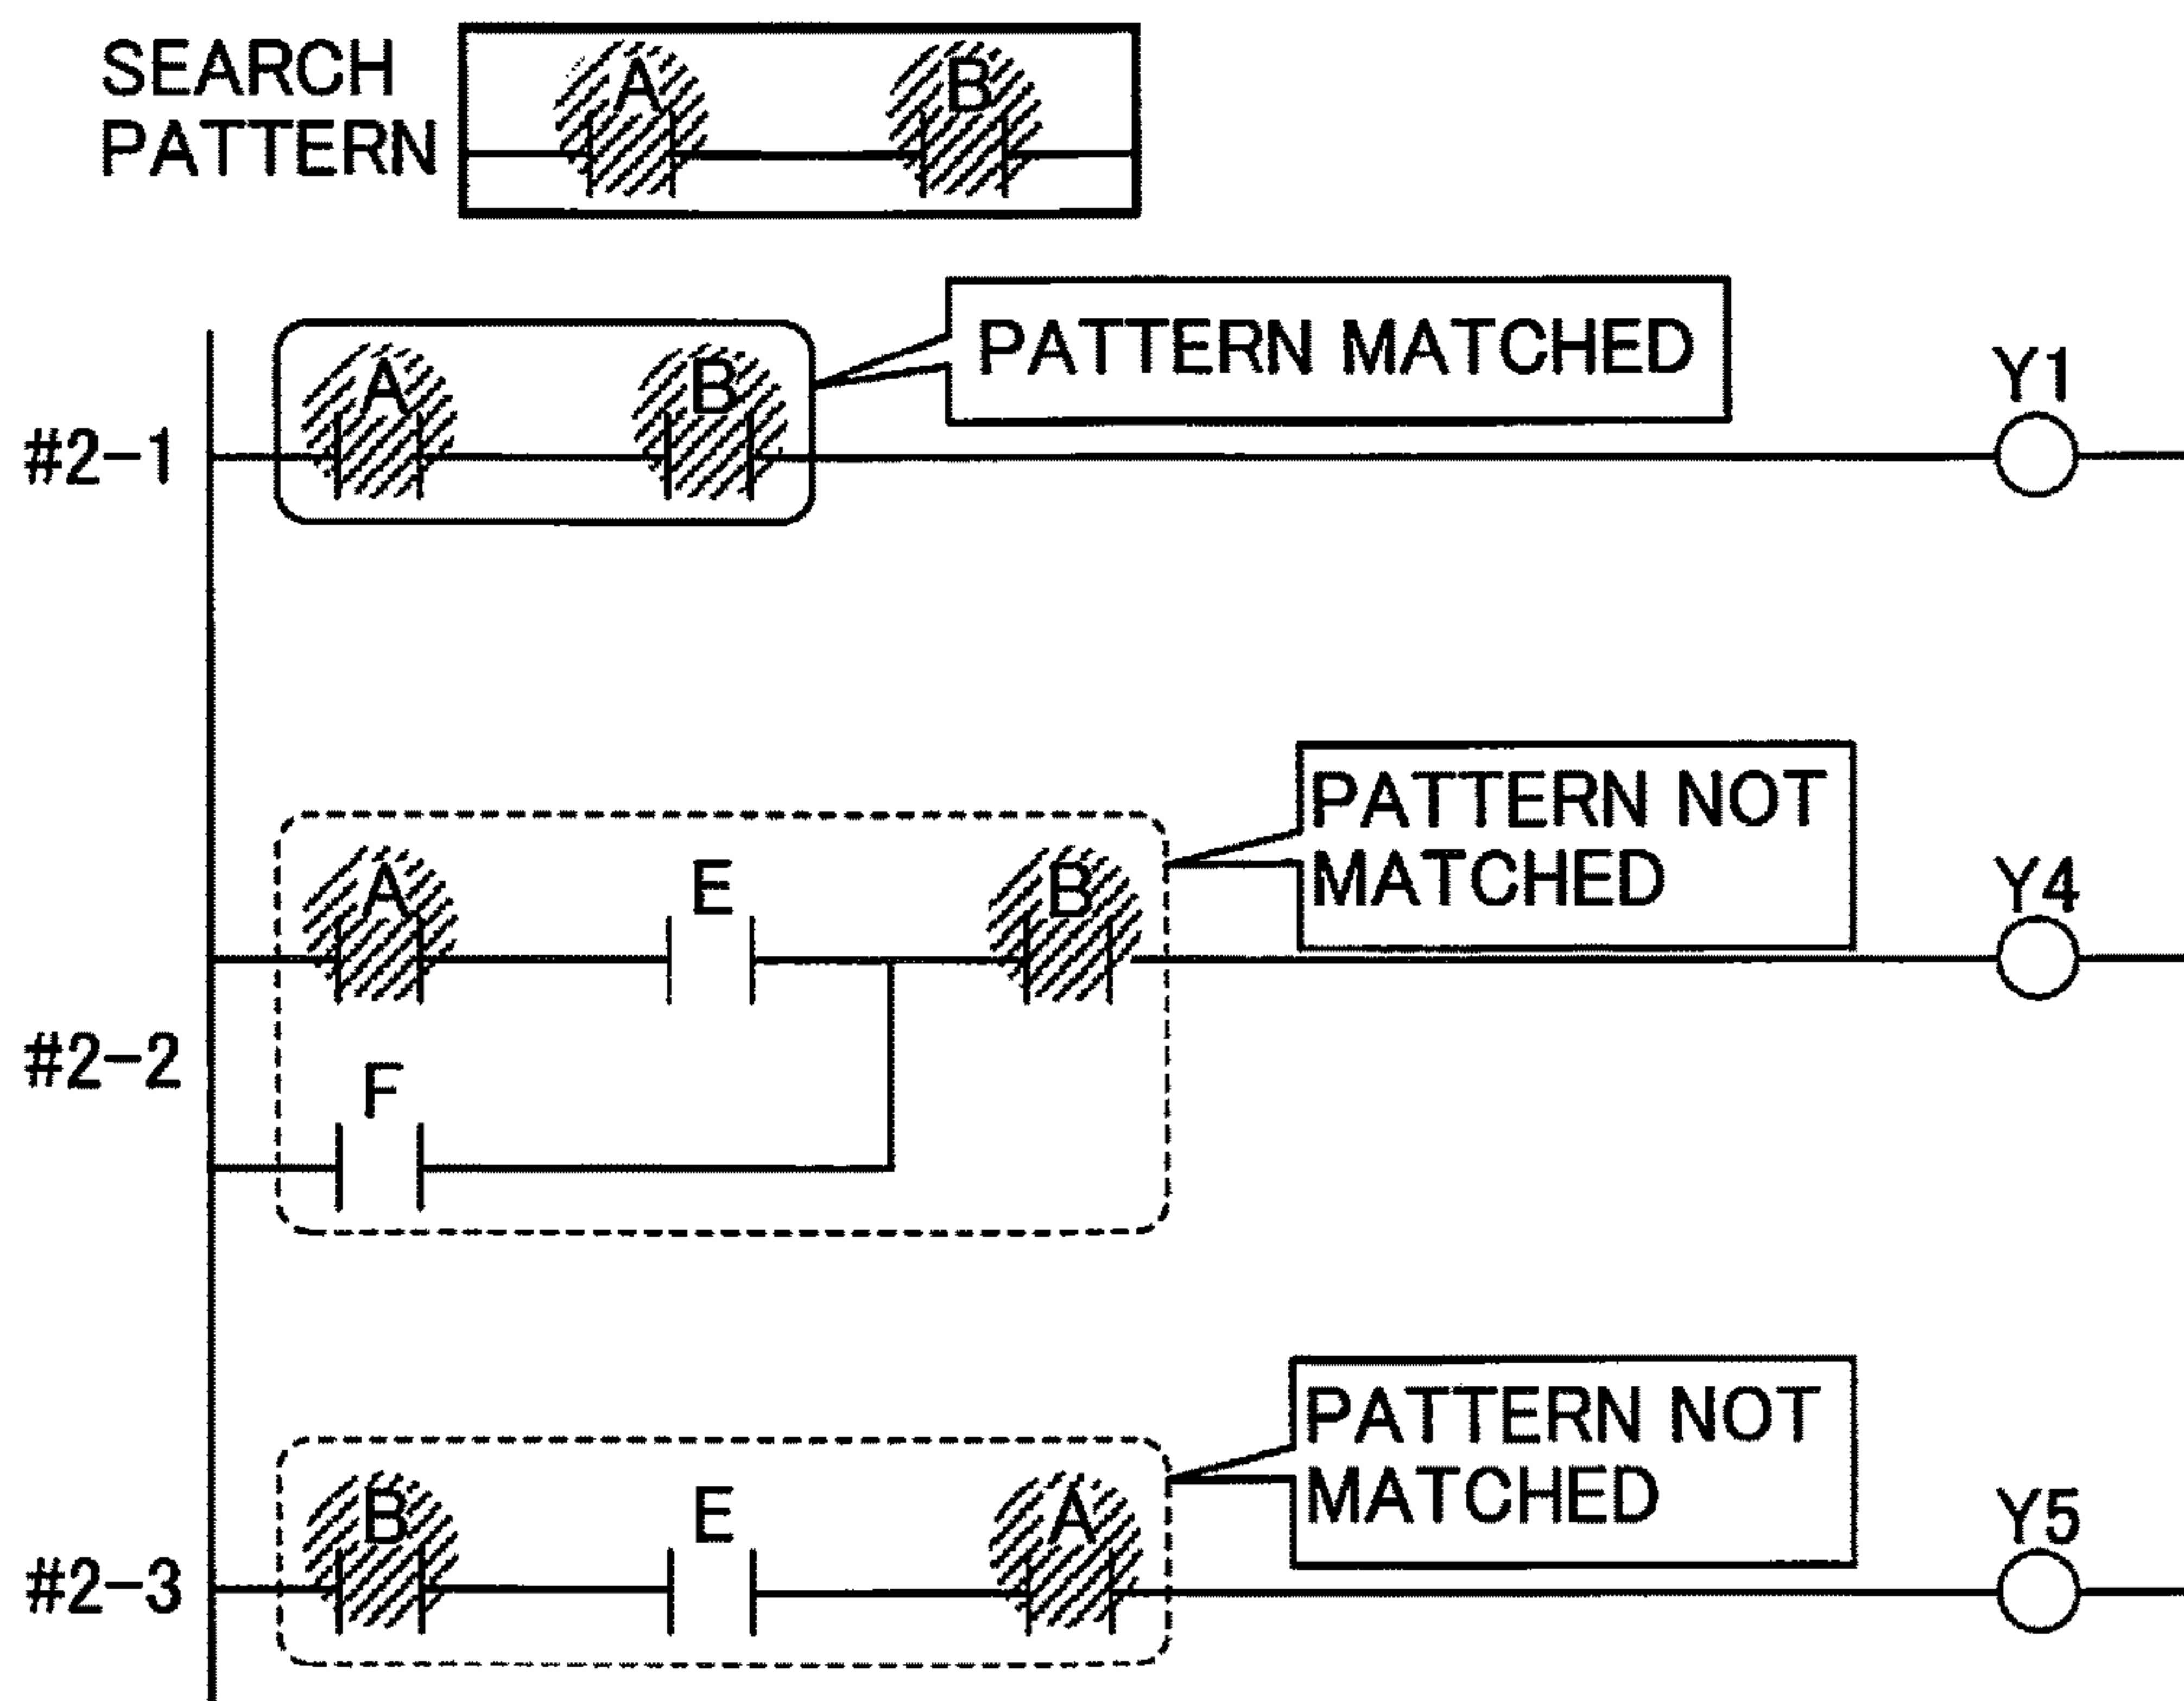 SEARCH
PATTERN
A B
PATTERN MATCHED
Y1
A B
#2-1
PATTERN NOT
MATCHED
Y4
A E B
#2-2
F
PATTERN NOT
MATCHED
Y5
B E A
#2-3